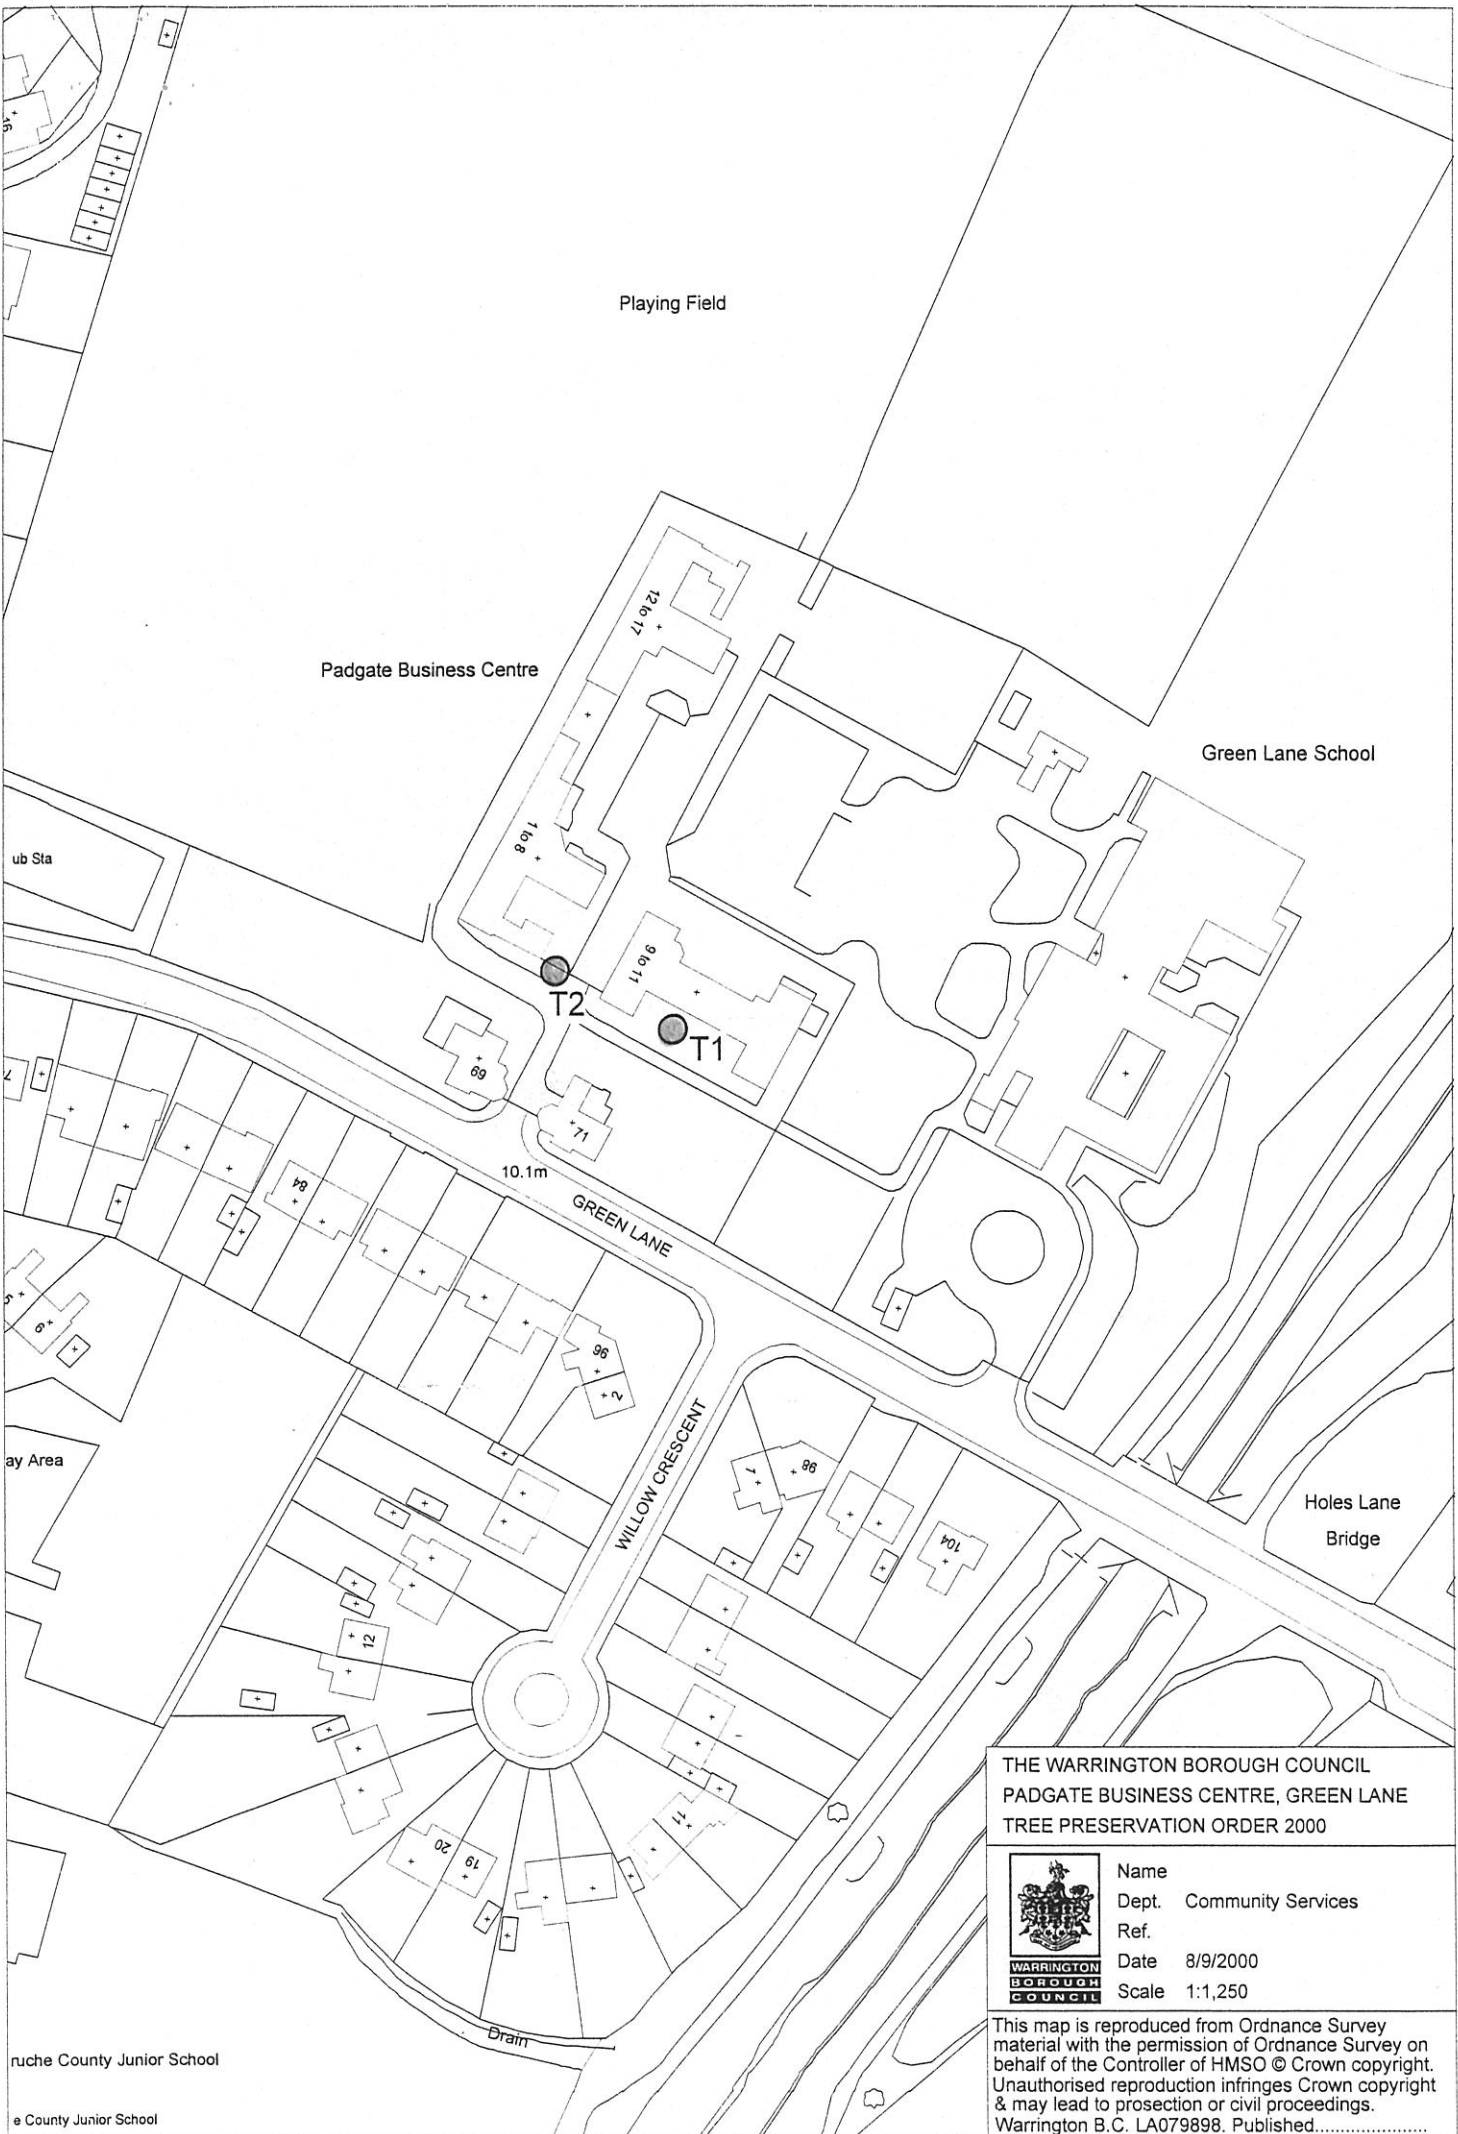 16
Playing Field
12 to 17
Padgate Business Centre
Green Lane School
1 to 8
ub Sta
9 to 11
T2
T1
69
71
10.1m
84
GREEN LANE
5
9
96
2
WILLOW CRESCENT
ay Area
1
98
104
Holes Lane
Bridge
12
11
20
19
Drain
ruche County Junior School
e County Junior School
THE WARRINGTON BOROUGH COUNCIL
PADGATE BUSINESS CENTRE, GREEN LANE
TREE PRESERVATION ORDER 2000
WARRINGTON
BOROUGH
COUNCIL
Name
Dept. Community Services
Ref.
Date 8/9/2000
Scale 1:1,250
This map is reproduced from Ordnance Survey
material with the permission of Ordnance Survey on
behalf of the Controller of HMSO © Crown copyright.
Unauthorised reproduction infringes Crown copyright
& may lead to prosection or civil proceedings.
Warrington B.C. LA079898. Published......................